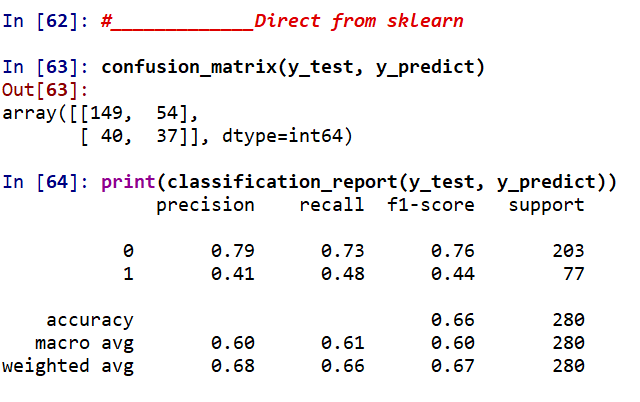 In [62]: #_____________Direct from sklearn
In [63]: confusion_matrix(y_test, y_predict)
Out[63]:
array([[149,  54],
       [ 40,  37]], dtype=int64)
In [64]: print(classification_report(y_test, y_predict))
              precision    recall  f1-score   support
           0       0.79      0.73      0.76       203
           1       0.41      0.48      0.44        77
    accuracy                           0.66       280
   macro avg       0.60      0.61      0.60       280
weighted avg       0.68      0.66      0.67       280